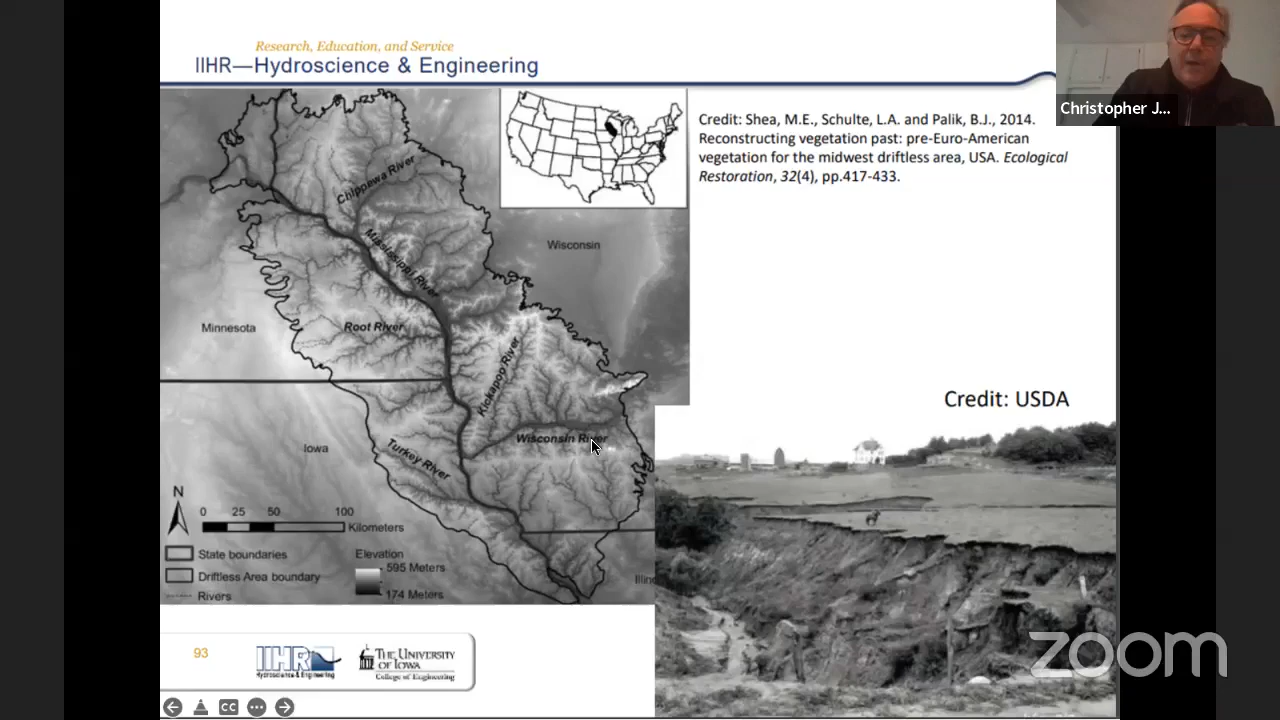 Research, Education, and Service
IIHR—Hydroscience & Engineering
Christopher J...
Credit: Shea, M.E., Schulte, L.A. and Palik, B.J., 2014.
Reconstructing vegetation past: pre-Euro-American
vegetation for the midwest driftless area, USA. Ecological
Restoration, 32(4), pp.417-433.
Chippewa River
Mississippi River
Wisconsin
Minnesota
Root River
Kickapoo River
Wisconsin River
Iowa
Turkey River
Credit: USDA
N
0 25 50 100
Kilometers
State boundaries
Driftless Area boundary
Rivers
Elevation
595 Meters
174 Meters
93
IIHR
Hydroscience & Engineering
THE UNIVERSITY
OF IOWA
College of Engineering
CC
zoom